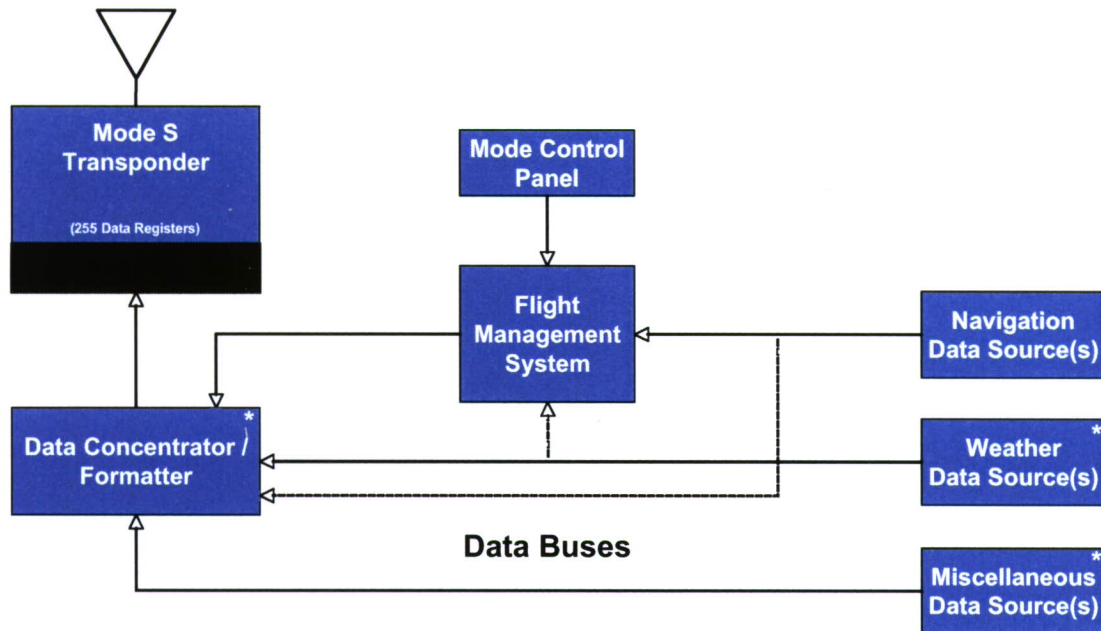 Mode S
Transponder
(255 Data Registers)
Mode Control
Panel
Flight
Management
System
Navigation
Data Source(s)
*
Data Concentrator /
Formatter
*
Weather
Data Source(s)
Data Buses
*
Miscellaneous
Data Source(s)